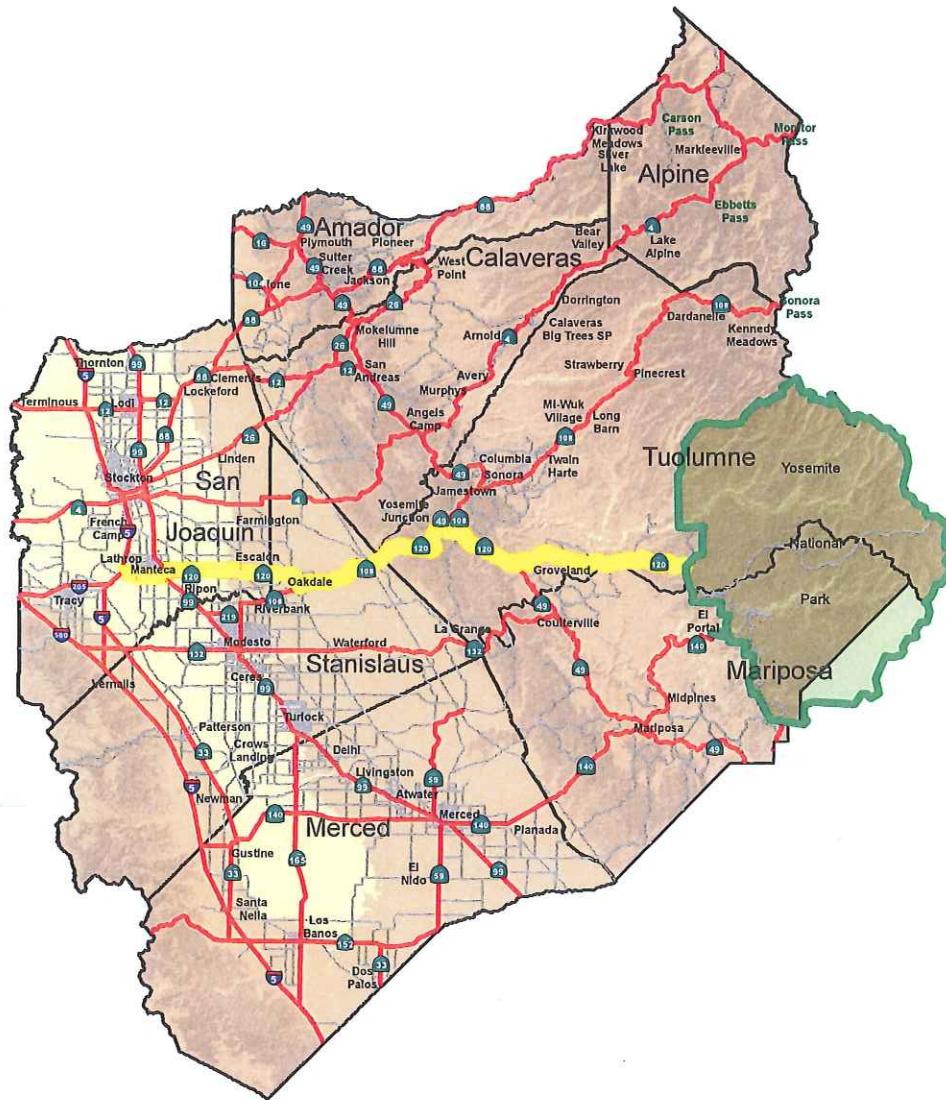 Carson
Pass
Monitor
Pass
Kirkwood
Meadows
Silver
Lake
Markleeville
Alpine
Ebbetts
Pass
88
49
Amador
16
Plymouth
Pioneer
Bear
Valley
4
Lake
Alpine
Sutter
Creek
49
88
West
Point
Calaveras
104
Ione
Jackson
49
26
Dorrington
108
Sonora
Pass
88
Mokelumne
Hill
Calaveras
Big Trees SP
Dardanelle
Kennedy
Meadows
26
Arnold
4
5
99
Thornton
12
San
Andreas
Strawberry
Pinecrest
88
Clements
12
Avery
Lockeford
Murphys
Terminous
12
Lodi
12
49
Angels
Camp
Mi-Wuk
Village
Long
Barn
88
26
108
99
Linden
Columbia
Twain
Harte
Tuolumne
Yosemite
Stockton
San
49
Sonora
Jamestown
4
4
Yosemite
Junction
49
108
French
Camp
5
Joaquin
Farmington
National
Lathrop
Escalon
120
120
Manteca
120
120
Oakdale
108
Groveland
120
205
Ripon
99
108
Riverbank
Park
Tracy
5
219
49
Coulterville
El
Portal
580
Modesto
Waterford
La Grange
132
132
140
Stanislaus
Mariposa
Vernalis
Ceres
99
49
Midpines
Patterson
Turlock
Mariposa
Crows
Landing
Delhi
49
33
Livingston
59
140
5
99
Atwater
Newman
140
Merced
Merced
140
Planada
Gustine
165
El
Nido
59
99
33
Santa
Nella
Los
Banos
152
Dos
Palos
33
5